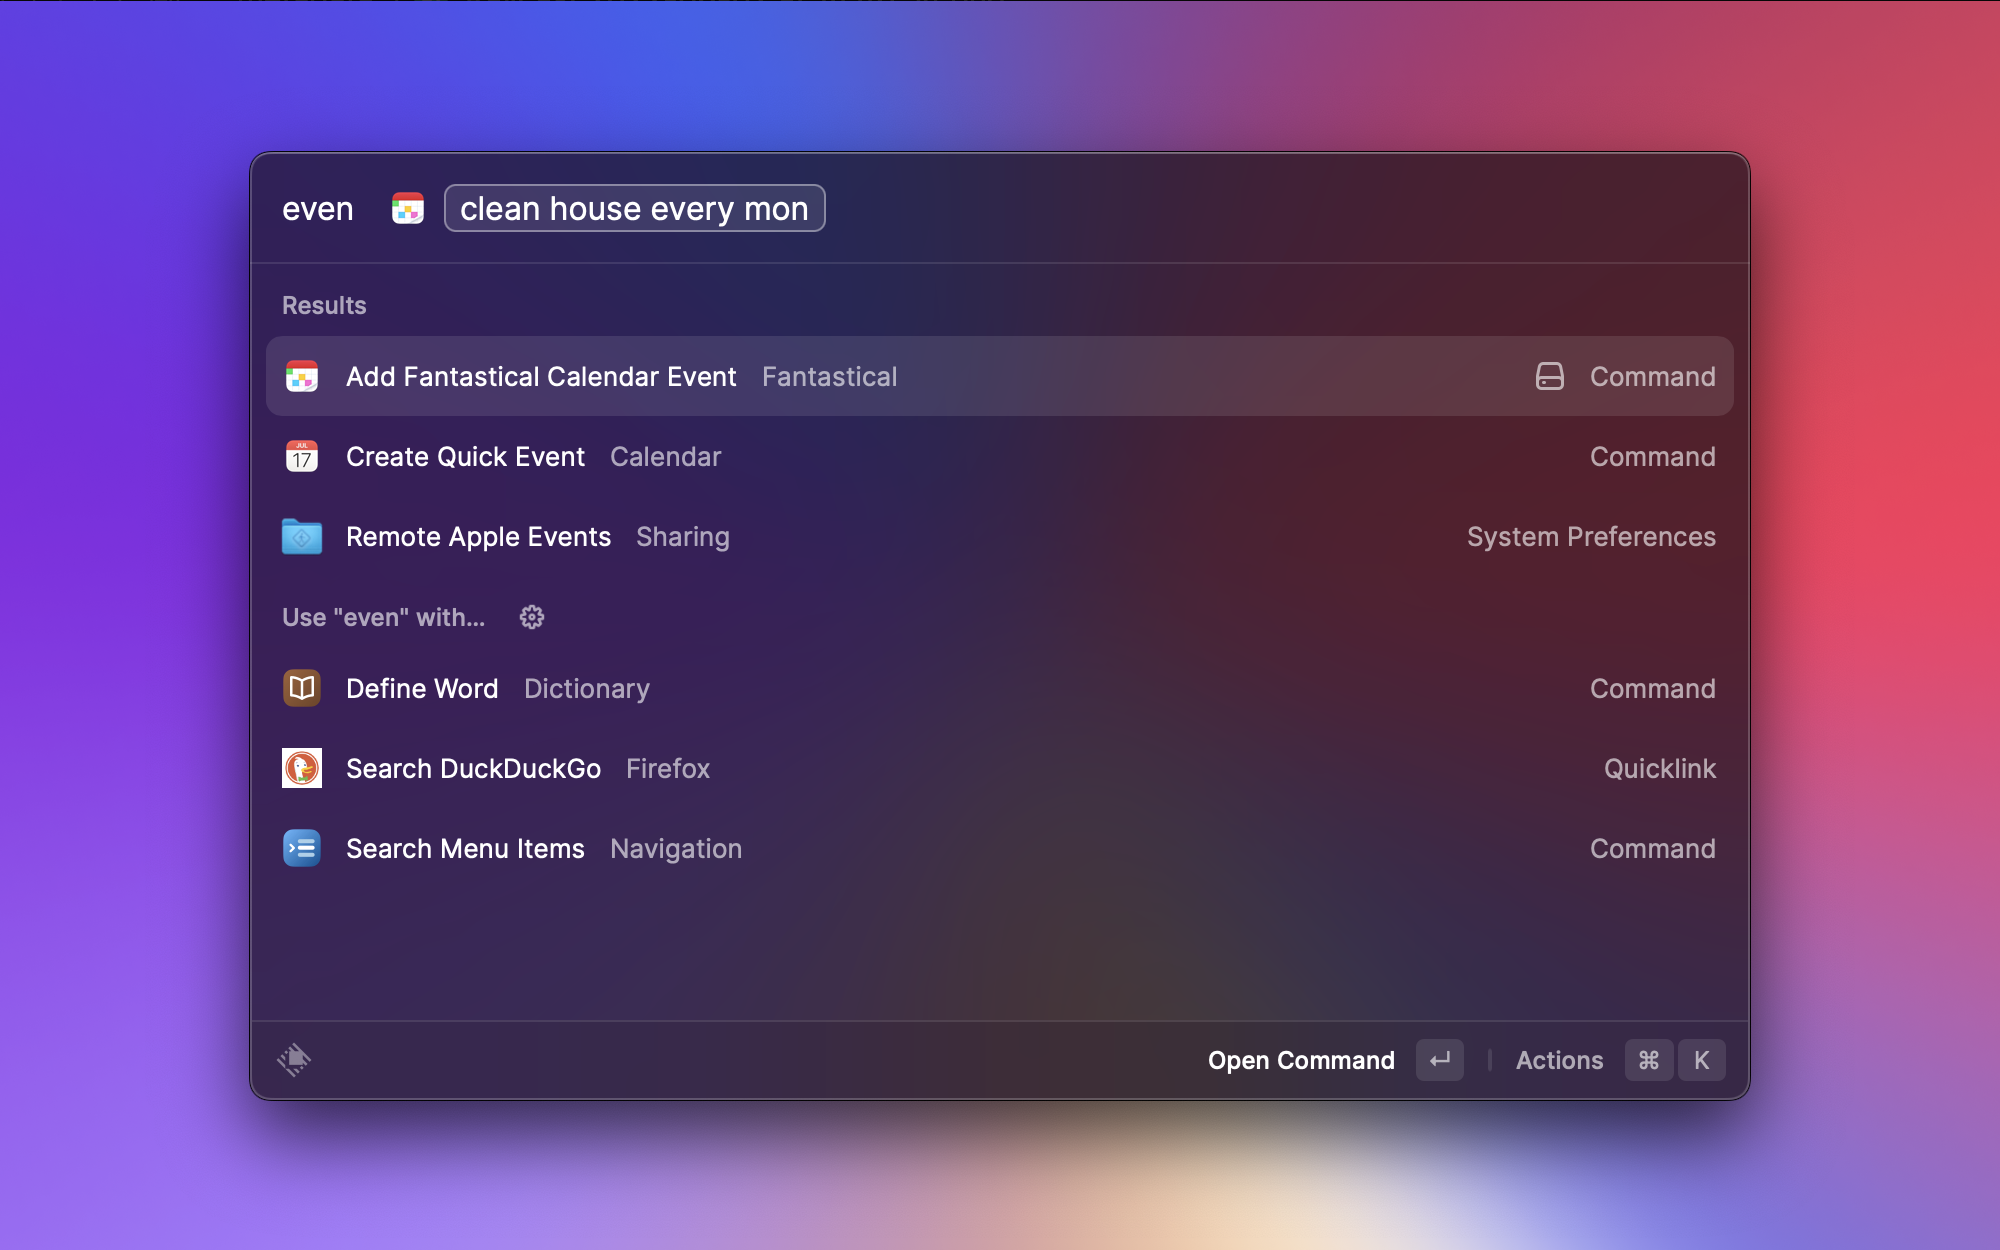 even clean house every mon
Results
Add Fantastical Calendar Event Fantastical Command
JUL
17
Create Quick Event Calendar Command
Remote Apple Events Sharing System Preferences
Use "even" with...
Define Word Dictionary Command
Search DuckDuckGo Firefox Quicklink
Search Menu Items Navigation Command
Open Command ↵ Actions ⌘ K